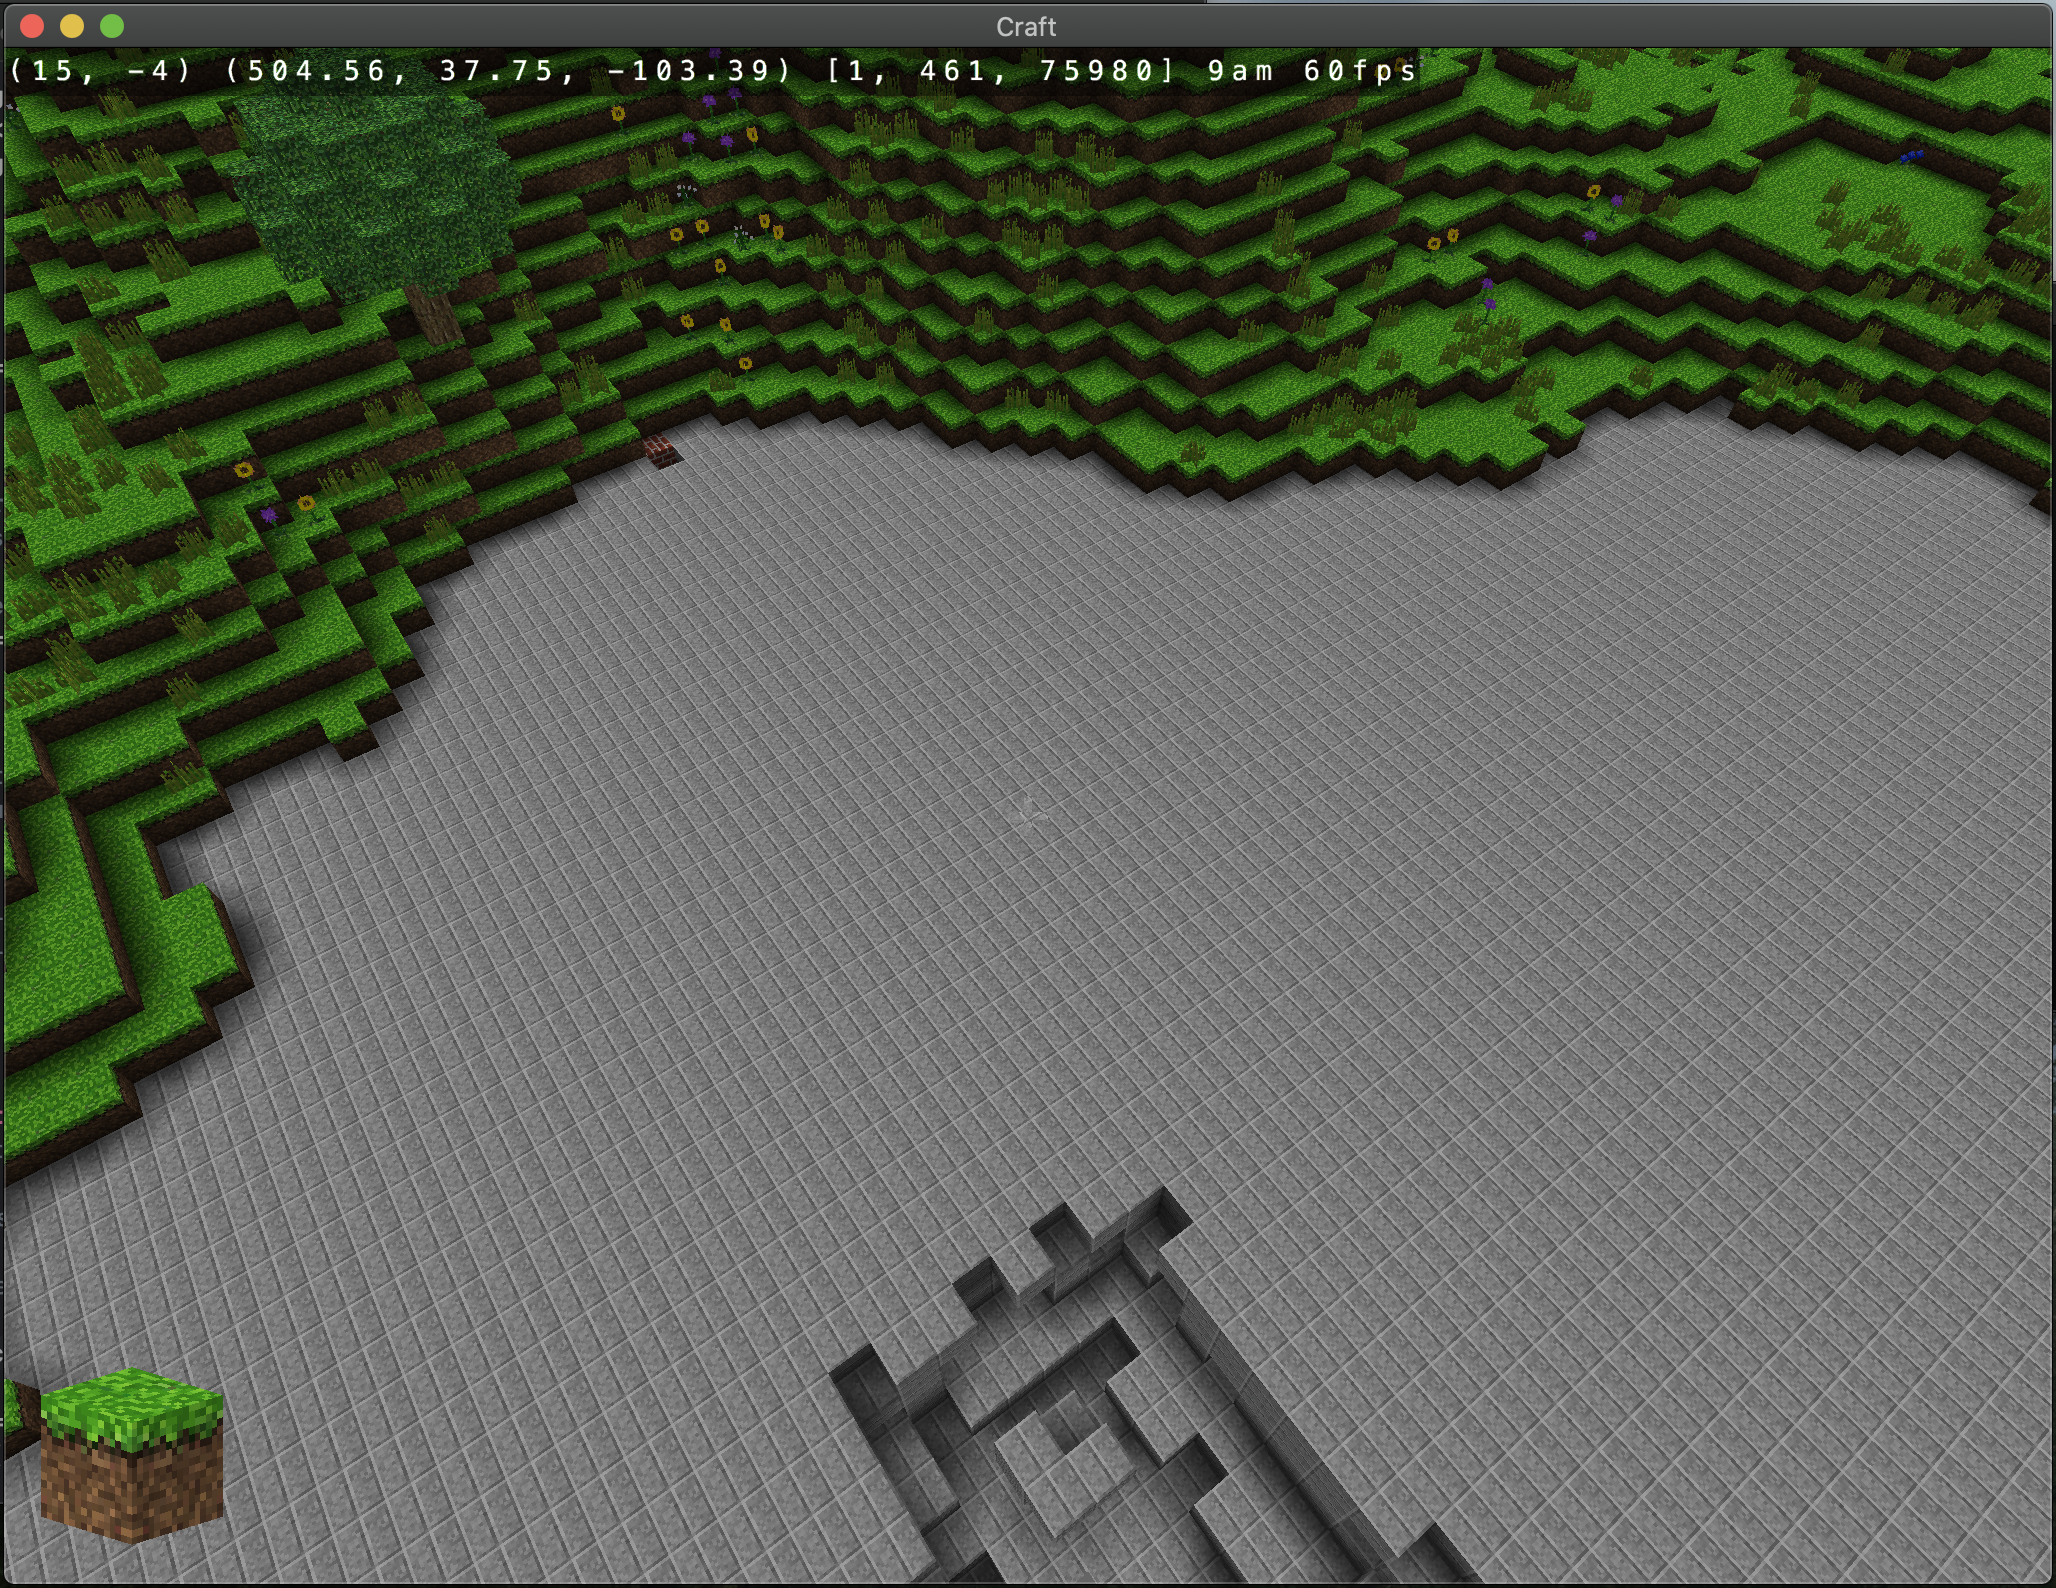 Craft
(15, -4) (504.56, 37.75, -103.39) [1, 461, 75980] 9am 60fps